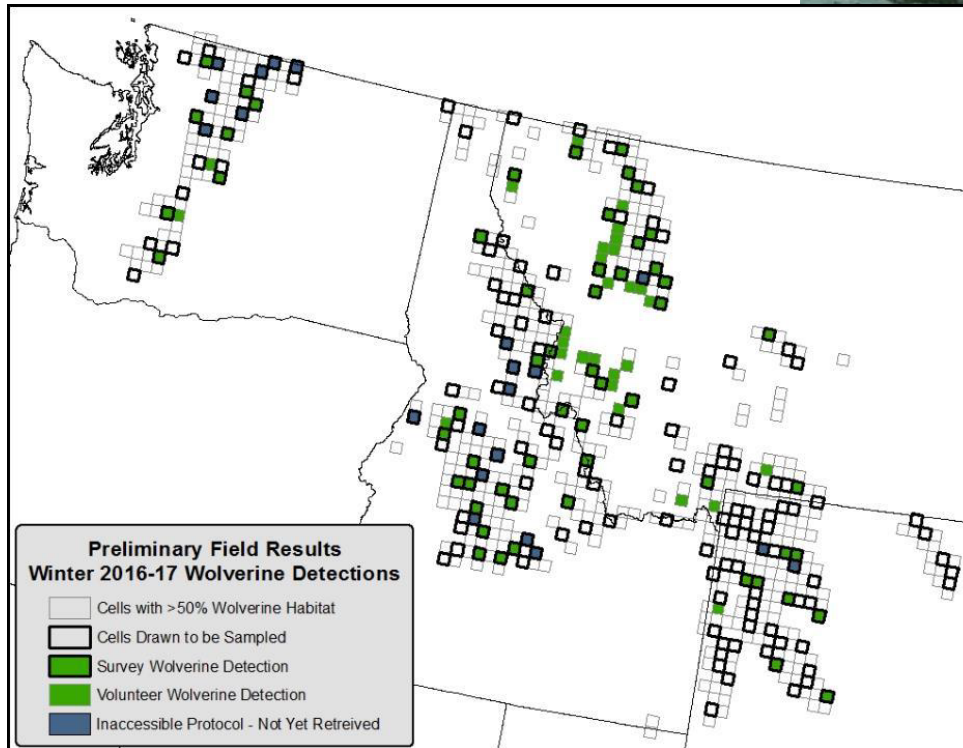 Preliminary Field Results
Winter 2016-17 Wolverine Detections
Cells with >50% Wolverine Habitat
Cells Drawn to be Sampled
Survey Wolverine Detection
Volunteer Wolverine Detection
Inaccessible Protocol - Not Yet Retreived